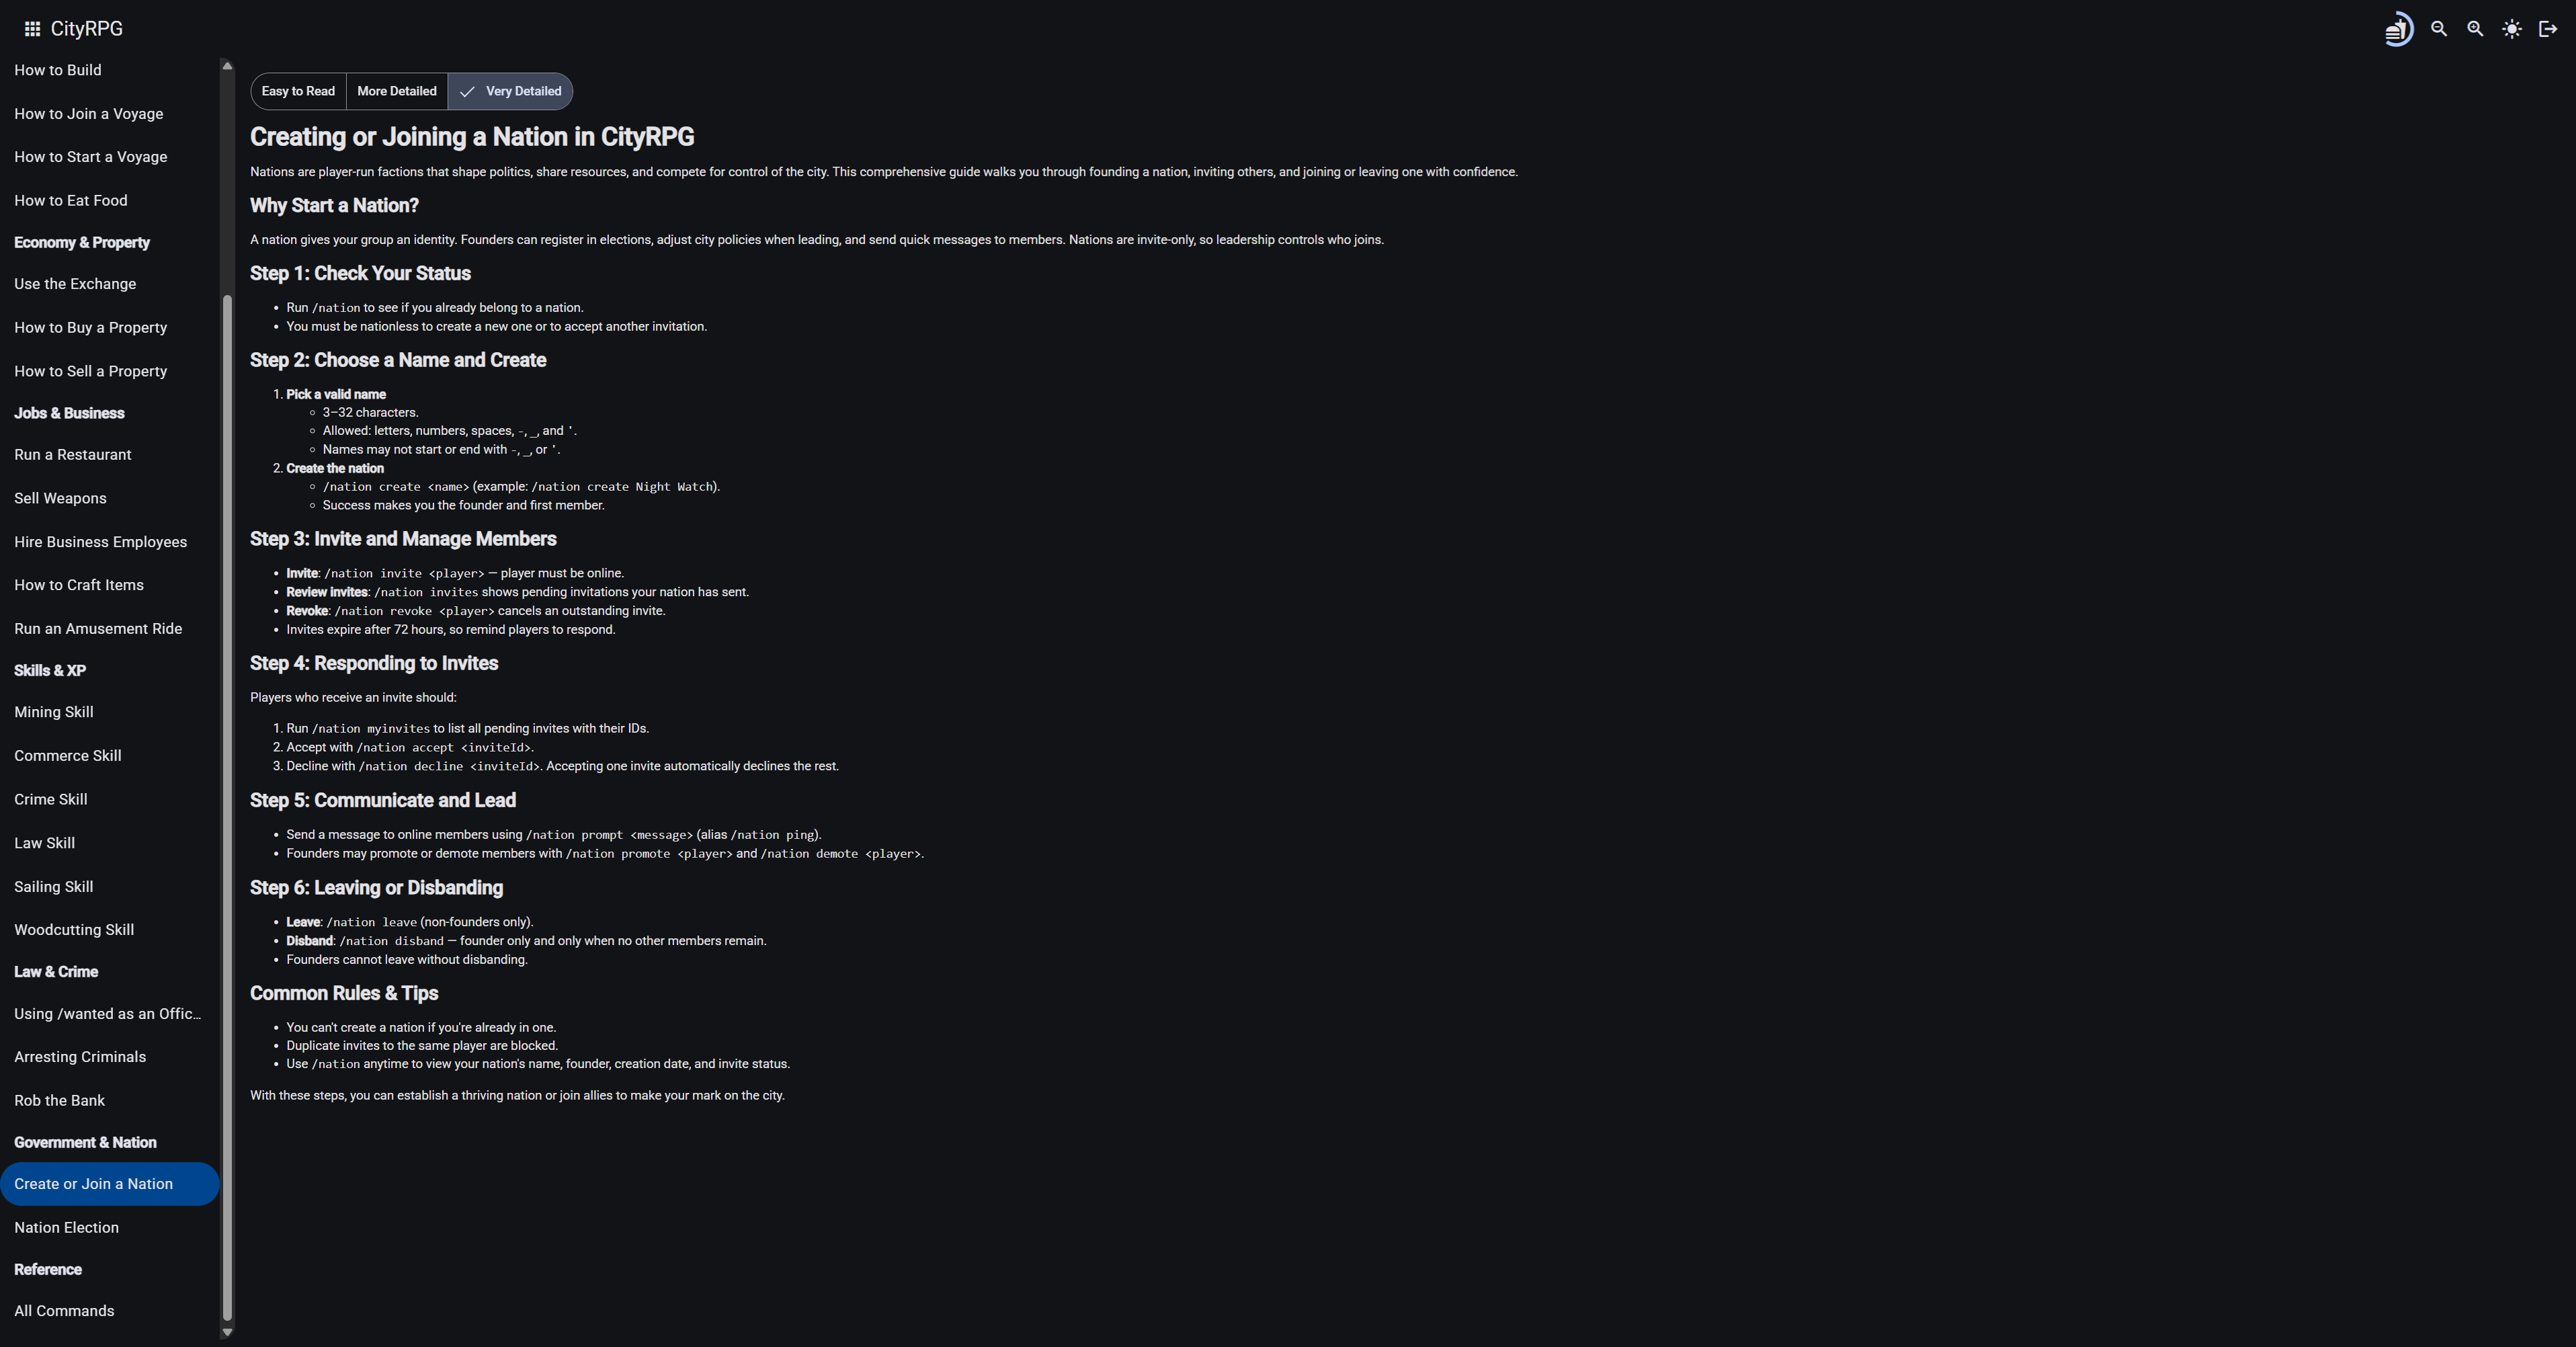 CityRPG
How to Build
How to Join a Voyage
How to Start a Voyage
How to Eat Food
Economy & Property
Use the Exchange
How to Buy a Property
How to Sell a Property
Jobs & Business
Run a Restaurant
Sell Weapons
Hire Business Employees
How to Craft Items
Run an Amusement Ride
Skills & XP
Mining Skill
Commerce Skill
Crime Skill
Law Skill
Sailing Skill
Woodcutting Skill
Law & Crime
Using /wanted as an Offic...
Arresting Criminals
Rob the Bank
Government & Nation
Create or Join a Nation
Nation Election
Reference
All Commands
Easy to Read More Detailed Very Detailed
Creating or Joining a Nation in CityRPG
Nations are player-run factions that shape politics, share resources, and compete for control of the city. This comprehensive guide walks you through founding a nation, inviting others, and joining or leaving one with confidence.
Why Start a Nation?
A nation gives your group an identity. Founders can register in elections, adjust city policies when leading, and send quick messages to members. Nations are invite-only, so leadership controls who joins.
Step 1: Check Your Status
• Run /nation to see if you already belong to a nation.
• You must be nationless to create a new one or to accept another invitation.
Step 2: Choose a Name and Create
1. Pick a valid name
◦ 3–32 characters.
◦ Allowed: letters, numbers, spaces, -, _, and '.
◦ Names may not start or end with -, _, or '.
2. Create the nation
◦ /nation create <name> (example: /nation create Night Watch).
◦ Success makes you the founder and first member.
Step 3: Invite and Manage Members
• Invite: /nation invite <player> — player must be online.
• Review invites: /nation invites shows pending invitations your nation has sent.
• Revoke: /nation revoke <player> cancels an outstanding invite.
• Invites expire after 72 hours, so remind players to respond.
Step 4: Responding to Invites
Players who receive an invite should:
1. Run /nation myinvites to list all pending invites with their IDs.
2. Accept with /nation accept <inviteId>.
3. Decline with /nation decline <inviteId>. Accepting one invite automatically declines the rest.
Step 5: Communicate and Lead
• Send a message to online members using /nation prompt <message> (alias /nation ping).
• Founders may promote or demote members with /nation promote <player> and /nation demote <player>.
Step 6: Leaving or Disbanding
• Leave: /nation leave (non-founders only).
• Disband: /nation disband — founder only and only when no other members remain.
• Founders cannot leave without disbanding.
Common Rules & Tips
• You can't create a nation if you're already in one.
• Duplicate invites to the same player are blocked.
• Use /nation anytime to view your nation's name, founder, creation date, and invite status.
With these steps, you can establish a thriving nation or join allies to make your mark on the city.